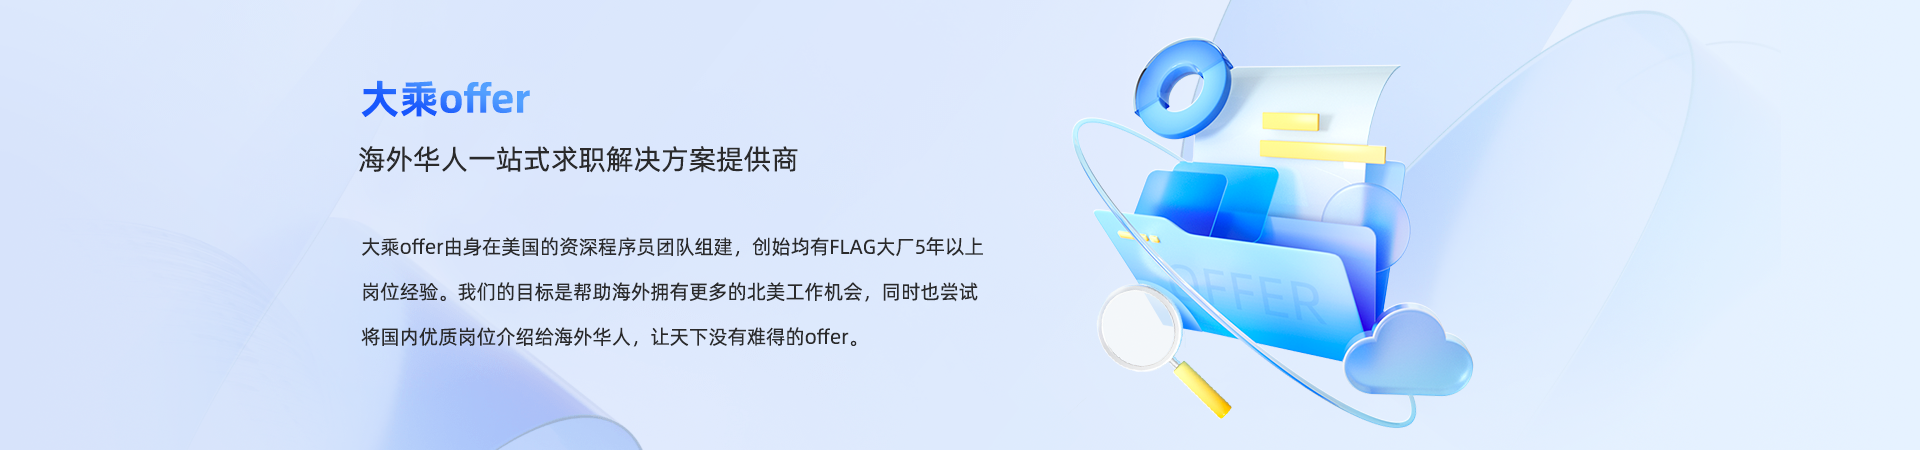 大乘offer
海外华人一站式求职解决方案提供商
大乘offer由身在美国的资深程序员团队组建，创始均有FLAG大厂5年以上
岗位经验。我们的目标是帮助海外拥有更多的北美工作机会，同时也尝试
将国内优质岗位介绍给海外华人，让天下没有难得的offer。
OFFER